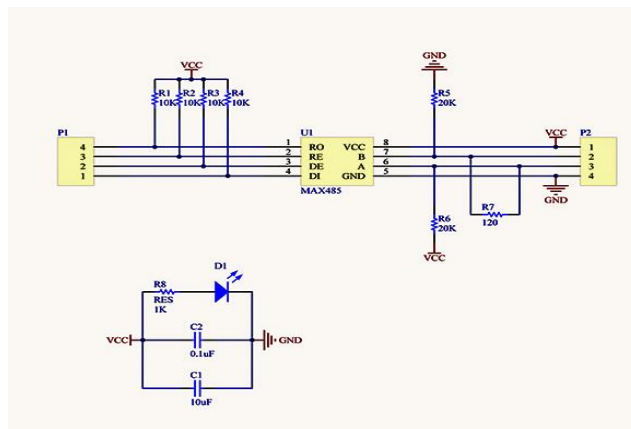 GND
VCC
R1 R2 R3 R4
10K 10K 10K 10K
R5
20K
P1
U1
VCC
P2
4
3
2
1
1
2
3
4
RO
RE
DE
DI
VCC
B
A
GND
8
7
6
5
1
2
3
4
MAX485
R7
120
GND
R6
20K
VCC
D1
R8
RES
1K
C2
0.1uF
VCC
GND
C1
10uF